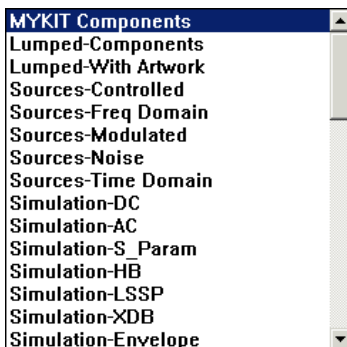 MYKIT Components
Lumped-Components
Lumped-With Artwork
Sources-Controlled
Sources-Freq Domain
Sources-Modulated
Sources-Noise
Sources-Time Domain
Simulation-DC
Simulation-AC
Simulation-S_Param
Simulation-HB
Simulation-LSSP
Simulation-XDB
Simulation-Envelope